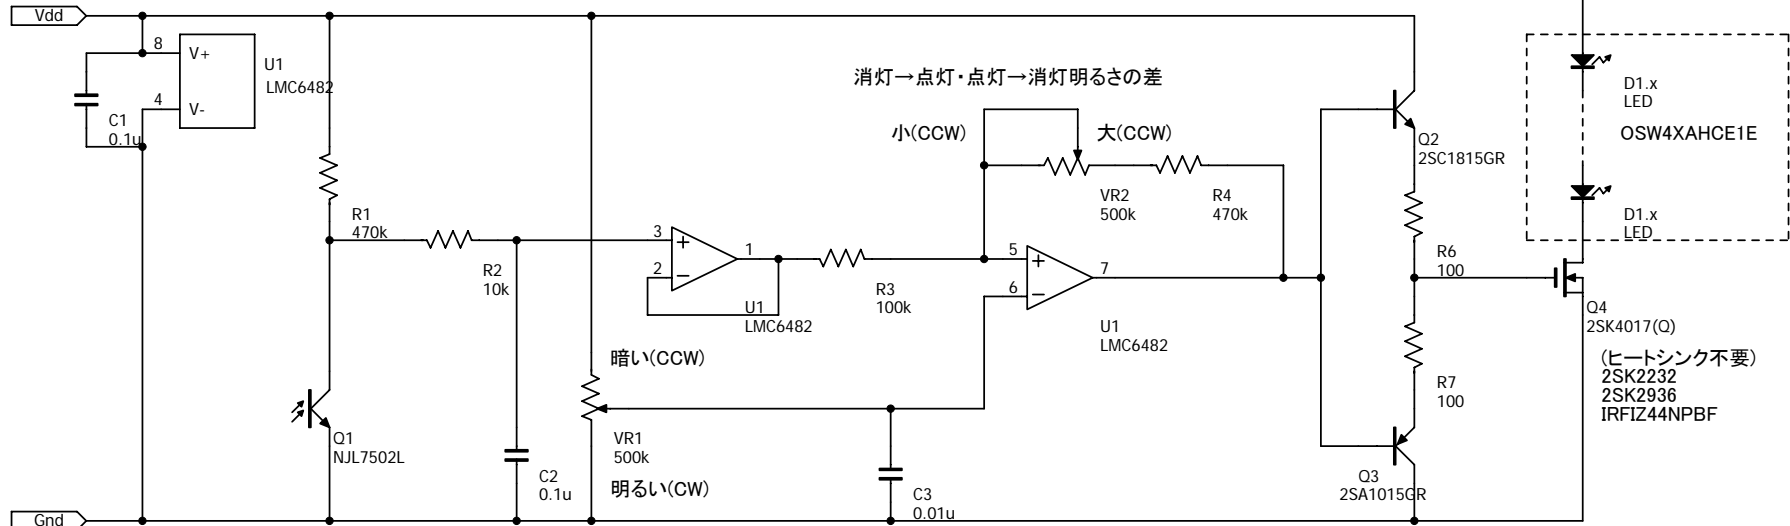 Vdd
8
V+
U1
LMC6482
4
V-
C1
0.1u
消灯→点灯・点灯→消灯明るさの差
小(CCW)
大(CCW)
VR2
500k
R4
470k
Q2
2SC1815GR
D1.x
LED
OSW4XAHCE1E
D1.x
LED
R1
470k
R2
10k
3
2
1
U1
LMC6482
R3
100k
5
6
7
U1
LMC6482
R6
100
Q4
2SK4017(Q)
(ヒートシンク不要)
2SK2232
2SK2936
IRFIZ44NPBF
R7
100
暗い(CCW)
VR1
500k
明るい(CW)
Q1
NJL7502L
C2
0.1u
C3
0.01u
Q3
2SA1015GR
Gnd